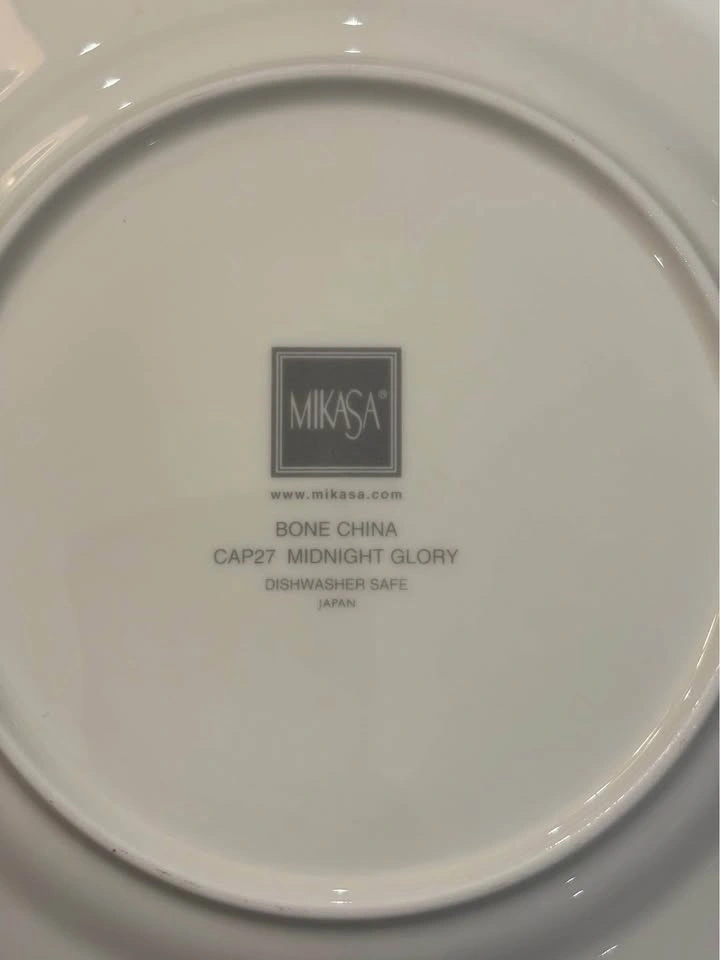 MIKASA®
www.mikasa.com
BONE CHINA
CAP27 MIDNIGHT GLORY
DISHWASHER SAFE
JAPAN